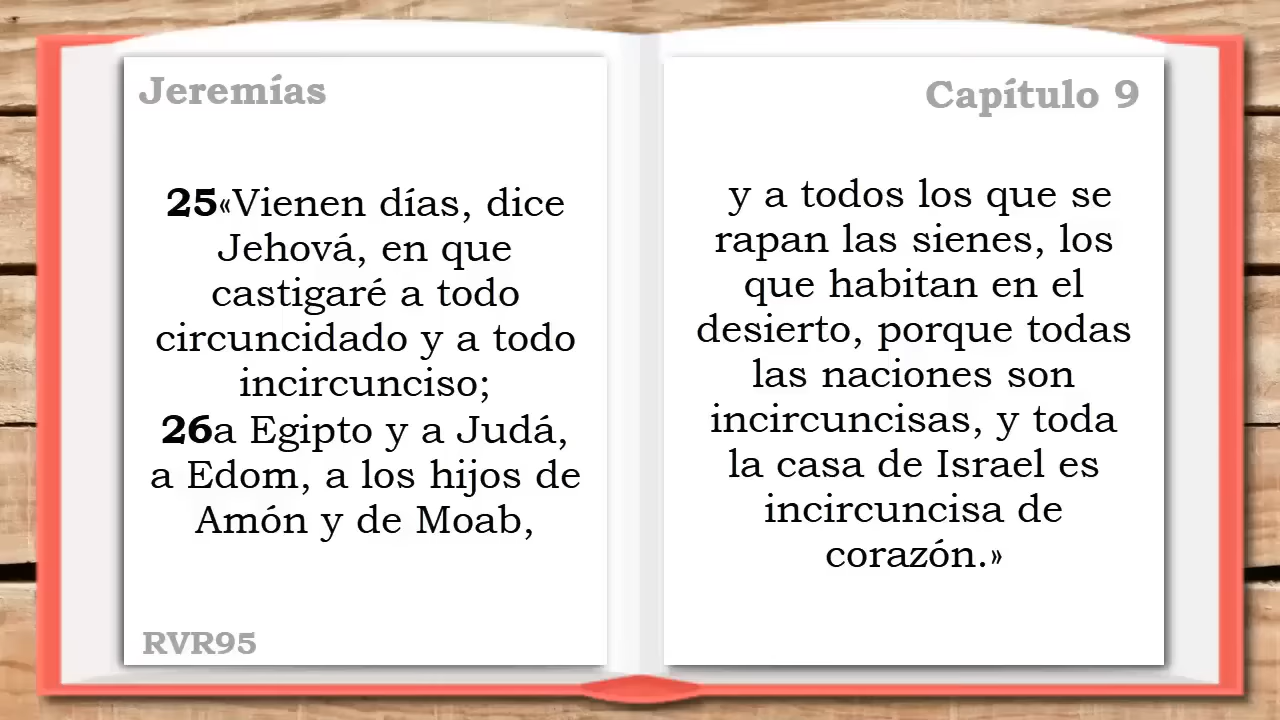 Jeremías
25«Vienen días, dice
Jehová, en que
castigaré a todo
circuncidado y a todo
incircunciso;
26a Egipto y a Judá,
a Edom, a los hijos de
Amón y de Moab,
RVR95
Capítulo 9
y a todos los que se
rapan las sienes, los
que habitan en el
desierto, porque todas
las naciones son
incircuncisas, y toda
la casa de Israel es
incircuncisa de
corazón.»